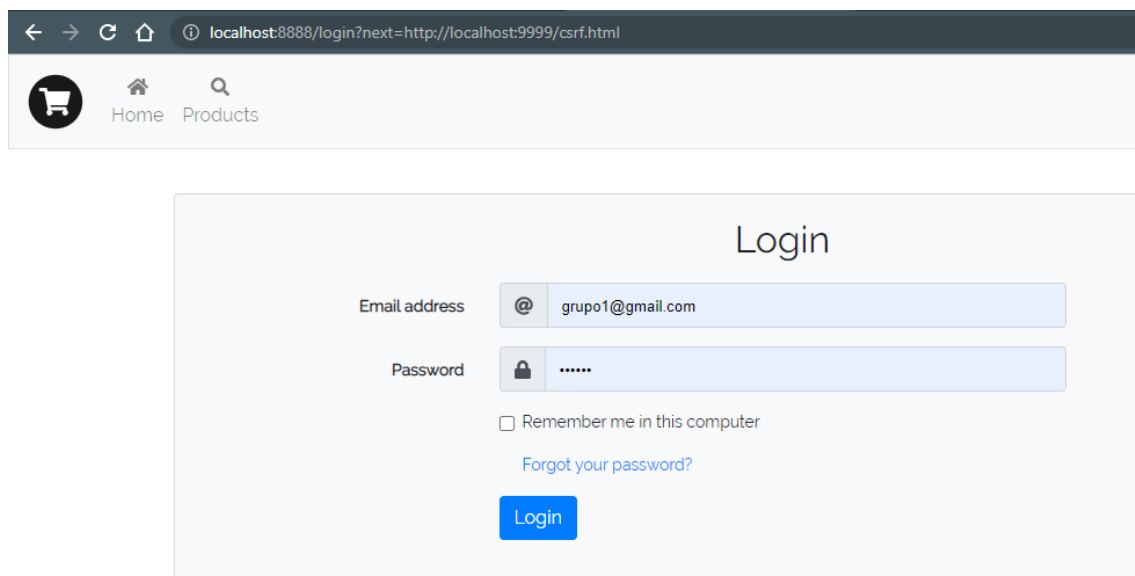 localhost:8888/login?next=http://localhost:9999/csrf.html
Home Products
Login
Email address @ grupo1@gmail.com
Password ••••••
Remember me in this computer
Forgot your password?
Login